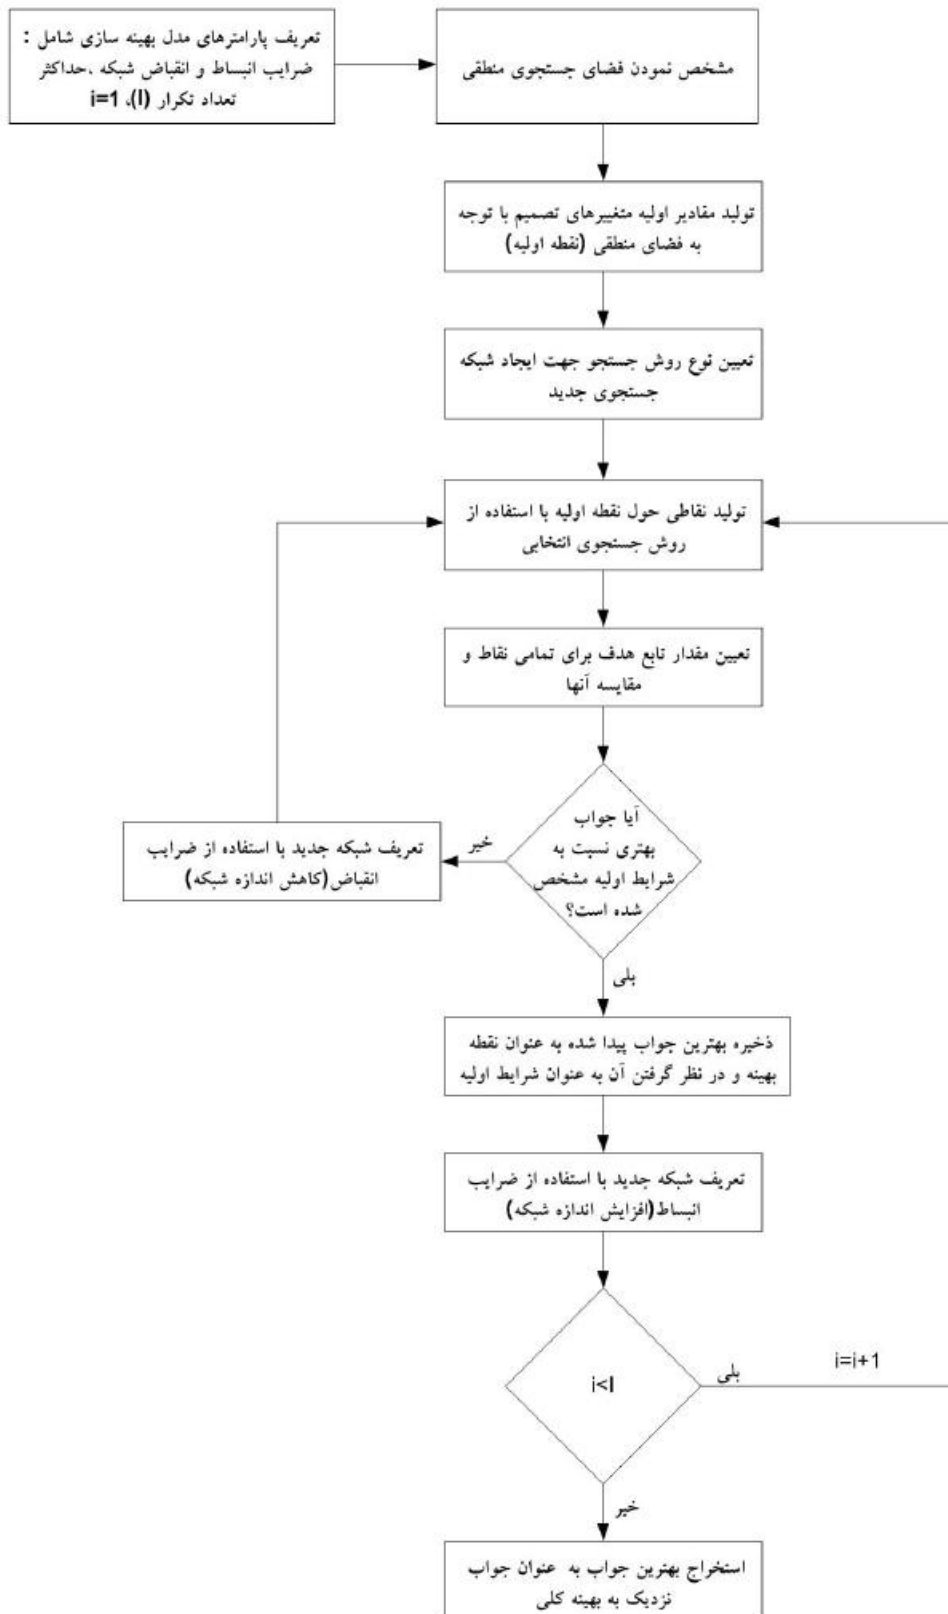 تعریف پارامترهای مدل بهینه سازی شامل :
ضرایب انبساط و انقباض شبکه ،حداکثر
تعداد تکرار (I)، i=1
مشخص نمودن فضای جستجوی منطقی
تولید مقادیر اولیه متغیرهای تصمیم با توجه
به فضای منطقی (نقطه اولیه)
تعیین نوع روش جستجو جهت ایجاد شبکه
جستجوی جدید
تولید نقاطی حول نقطه اولیه با استفاده از
روش جستجوی انتخابی
تعیین مقدار تابع هدف برای تمامی نقاط و
مقایسه آنها
آیا جواب
بهتری نسبت به
شرایط اولیه مشخص
شده است؟
خیر
تعریف شبکه جدید با استفاده از ضرایب
انقباض(کاهش اندازه شبکه)
بلی
ذخیره بهترین جواب پیدا شده به عنوان نقطه
بهینه و در نظر گرفتن آن به عنوان شرایط اولیه
تعریف شبکه جدید با استفاده از ضرایب
انبساط(افزایش اندازه شبکه)
i<I
بلی
i=i+1
خیر
استخراج بهترین جواب به عنوان جواب
نزدیک به بهینه کلی